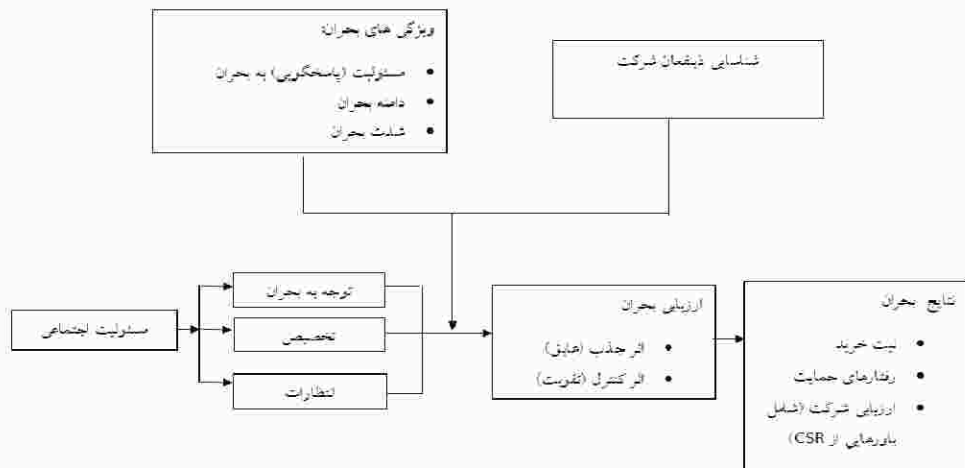 ویژگی های بحران:
• مسئولیت (پاسخگویی) به بحران
• دامنه بحران
• شدت بحران
شناسایی ذینفعان شرکت
توجه به بحران
تخصیص
انتظارات
مسئولیت اجتماعی
ارزیابی بحران
• اثر جذب (عایق)
• اثر کنترل (تقویت)
نتایج بحران
• نیت خرید
• رفتارهای حمایت
• ارزیابی شرکت (شامل
باورهایی از CSR)